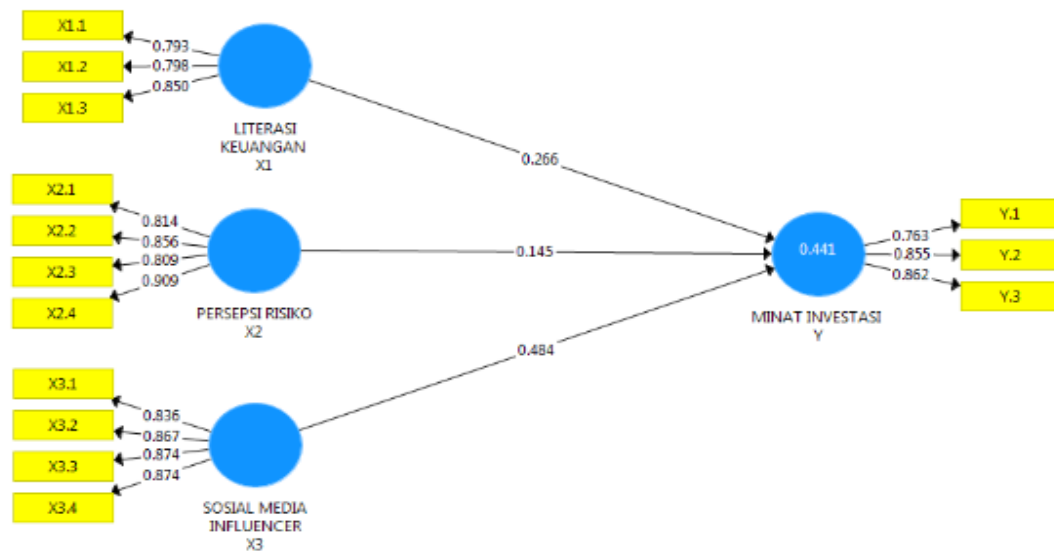 X1.1
0.793
X1.2
0.798
X1.3
0.850
LITERASI
KEUANGAN
X1
0.266
X2.1
0.814
X2.2
0.856
X2.3
0.809
X2.4
0.909
PERSEPSI RISIKO
X2
0.145
X3.1
0.836
X3.2
0.867
X3.3
0.874
X3.4
0.874
SOSIAL MEDIA
INFLUENCER
X3
0.484
0.441
MINAT INVESTASI
Y
0.763
Y.1
0.855
Y.2
0.862
Y.3